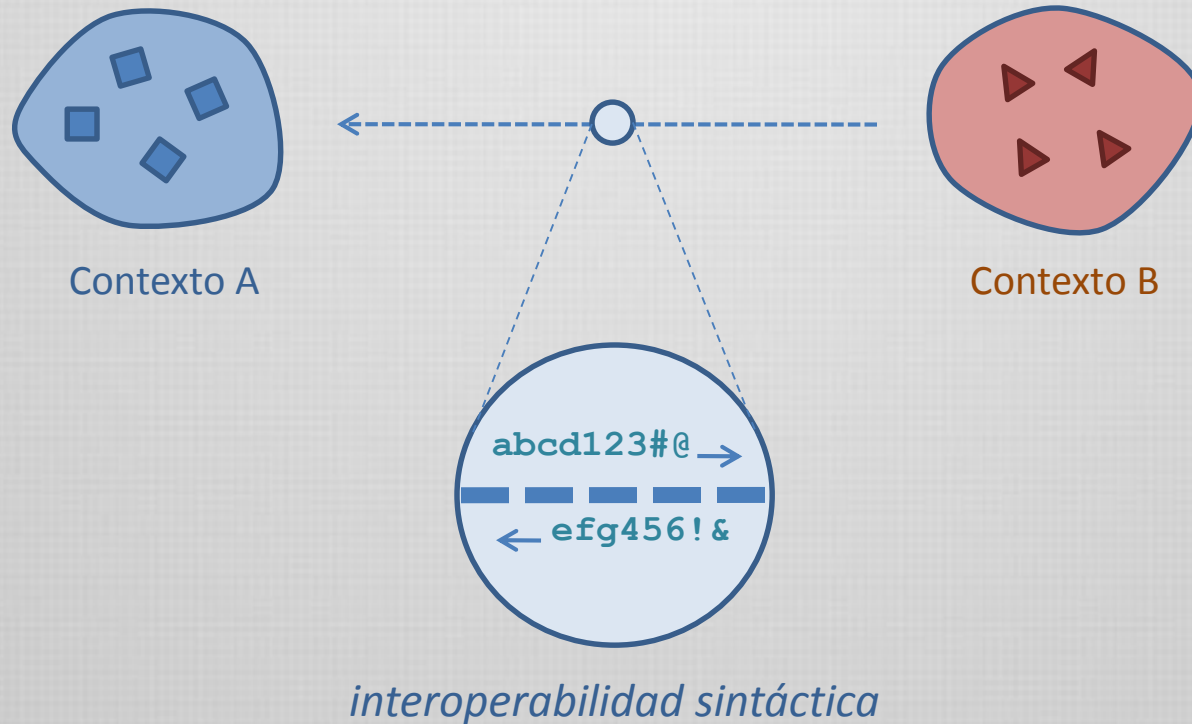 Contexto A
Contexto B
abcd123#@
efg456!&
interoperabilidad sintáctica